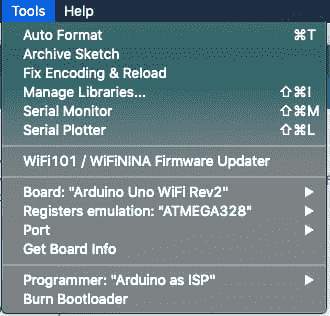 Tools Help
Auto Format ⌘T
Archive Sketch
Fix Encoding & Reload
Manage Libraries... ⇧⌘I
Serial Monitor ⇧⌘M
Serial Plotter ⇧⌘L
WiFi101 / WiFiNINA Firmware Updater
Board: "Arduino Uno WiFi Rev2"
Registers emulation: "ATMEGA328"
Port
Get Board Info
Programmer: "Arduino as ISP"
Burn Bootloader